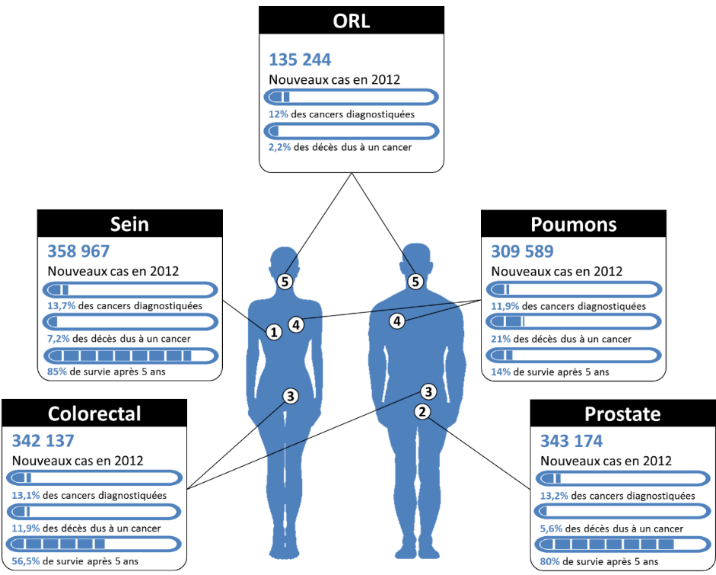 ORL
135 244
Nouveaux cas en 2012
12% des cancers diagnostiquées
2,2% des décès dus à un cancer
Sein
358 967
Nouveaux cas en 2012
13,7% des cancers diagnostiquées
7,2% des décès dus à un cancer
85% de survie après 5 ans
Poumons
309 589
Nouveaux cas en 2012
11,9% des cancers diagnostiquées
21% des décès dus à un cancer
14% de survie après 5 ans
5
5
1
4
4
3
3
2
Colorectal
342 137
Nouveaux cas en 2012
13,1% des cancers diagnostiquées
11,9% des décès dus à un cancer
56,5% de survie après 5 ans
Prostate
343 174
Nouveaux cas en 2012
13,2% des cancers diagnostiquées
5,6% des décès dus à un cancer
80% de survie après 5 ans